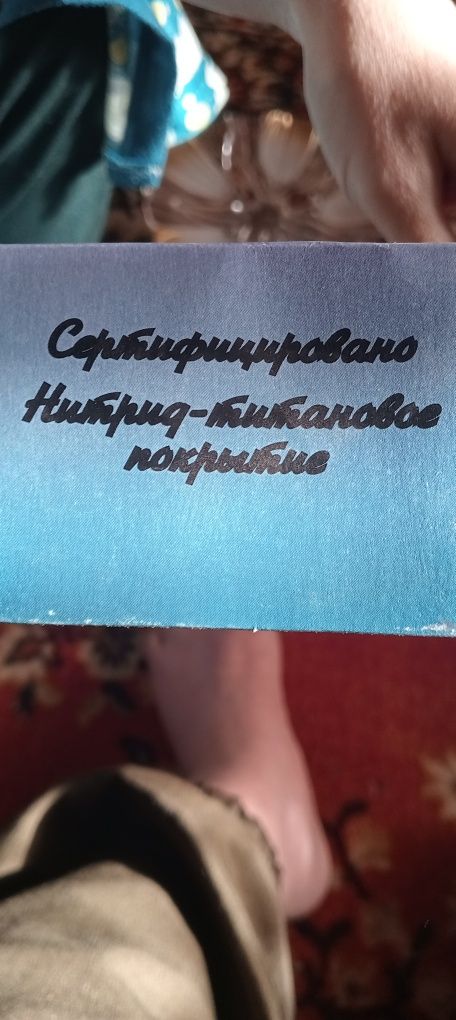 Сертифицировано
Нитрид-титановое
покрытие